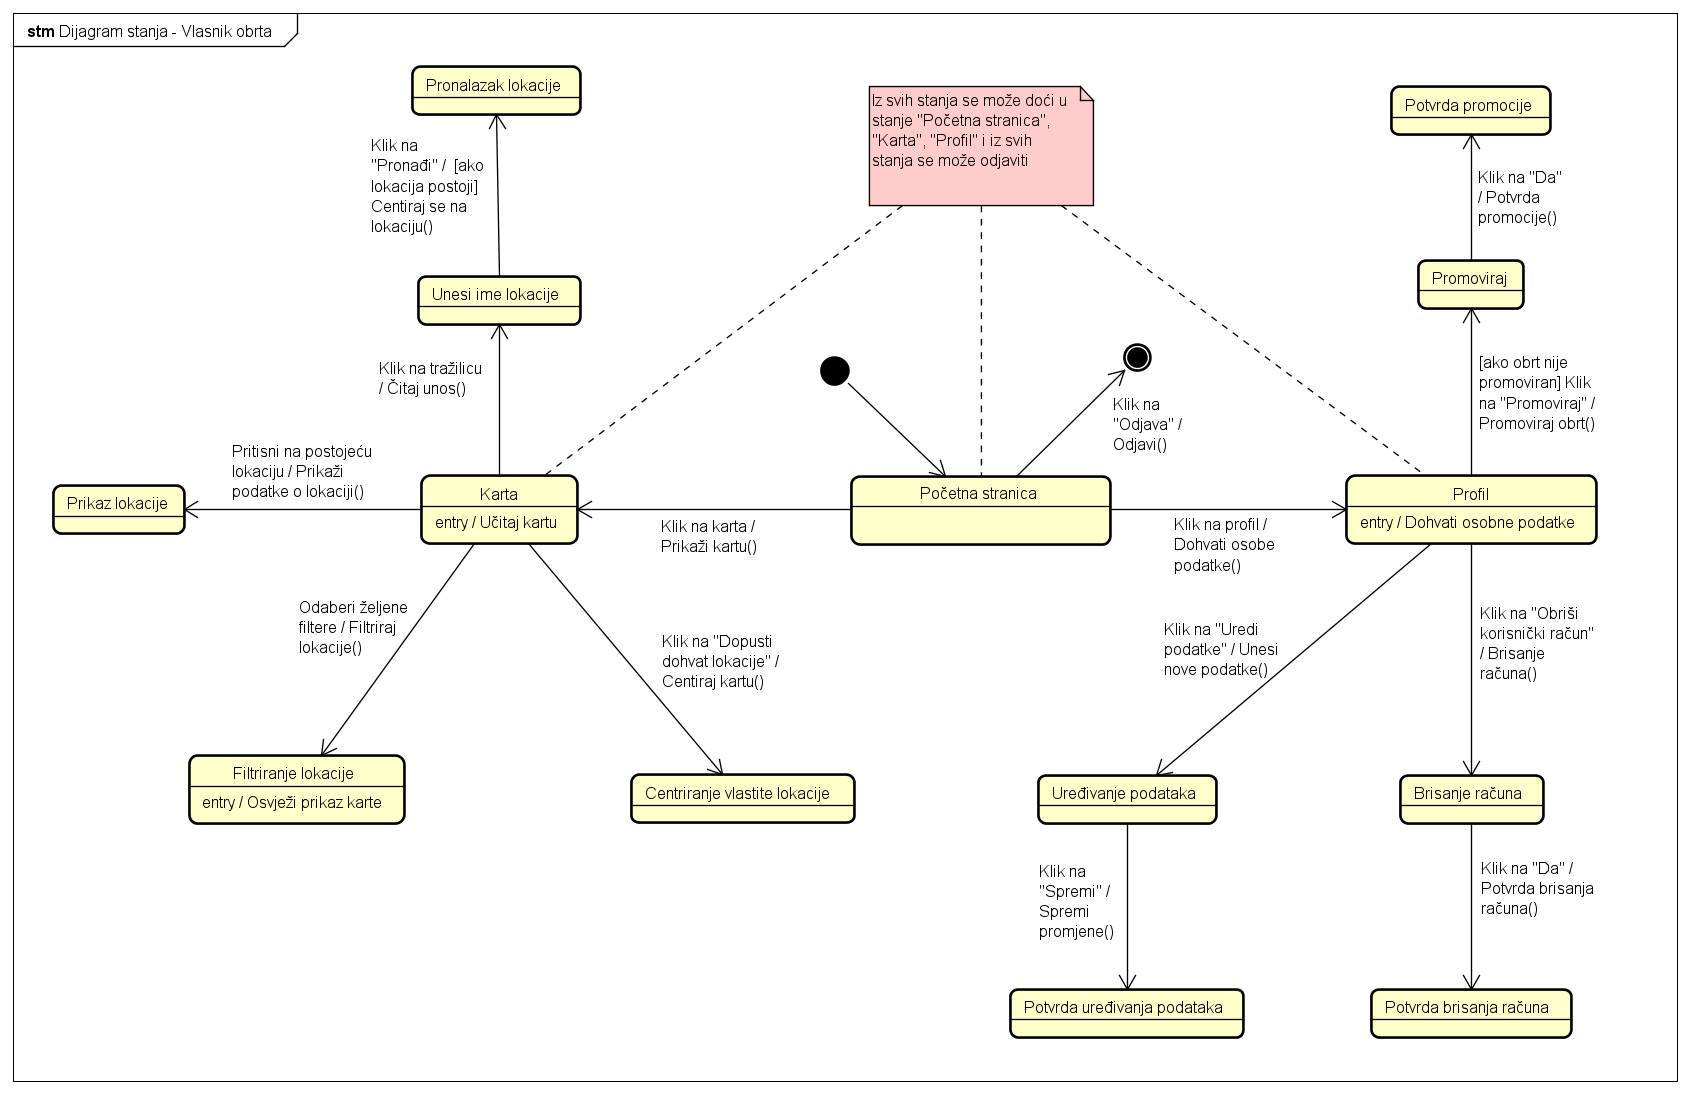 stm Dijagram stanja - Vlasnik obrta
Pronalazak lokacije
Klik na
"Pronađi" /  [ako
lokacija postoji]
Centiraj se na
lokaciju()
Unesi ime lokacije
Klik na tražilicu
/ Čitaj unos()
Pritisni na postojeću
lokaciju / Prikaži
podatke o lokaciji()
Prikaz lokacije
Karta
entry / Učitaj kartu
Odaberi željene
filtere / Filtriraj
lokacije()
Filtriranje lokacije
entry / Osvježi prikaz karte
Klik na "Dopusti
dohvat lokacije" /
Centiraj kartu()
Centriranje vlastite lokacije
Iz svih stanja se može doći u
stanje "Početna stranica",
"Karta", "Profil" i iz svih
stanja se može odjaviti
Klik na
"Odjava" /
Odjavi()
Početna stranica
Klik na karta /
Prikaži kartu()
Klik na profil /
Dohvati osobe
podatke()
Potvrda promocije
Klik na "Da"
/ Potvrda
promocije()
Promoviraj
[ako obrt nije
promoviran] Klik
na "Promoviraj" /
Promoviraj obrt()
Profil
entry / Dohvati osobne podatke
Klik na "Uredi
podatke" / Unesi
nove podatke()
Klik na "Obriši
korisnički račun"
/ Brisanje
računa()
Uređivanje podataka
Brisanje računa
Klik na
"Spremi" /
Spremi
promjene()
Klik na "Da" /
Potvrda brisanja
računa()
Potvrda uređivanja podataka
Potvrda brisanja računa